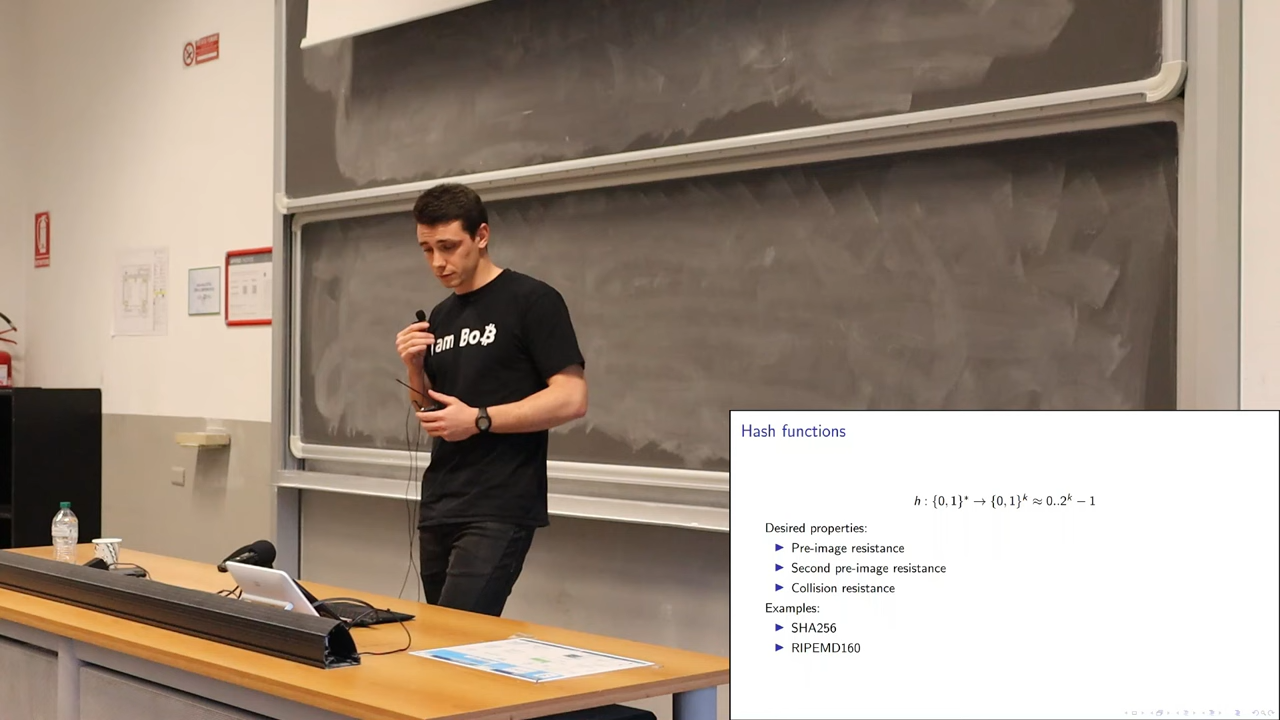 am Bo₿
Hash functions
h : {0, 1}* → {0, 1}ᵏ ≈ 0..2ᵏ − 1
Desired properties:
▶ Pre-image resistance
▶ Second pre-image resistance
▶ Collision resistance
Examples:
▶ SHA256
▶ RIPEMD160